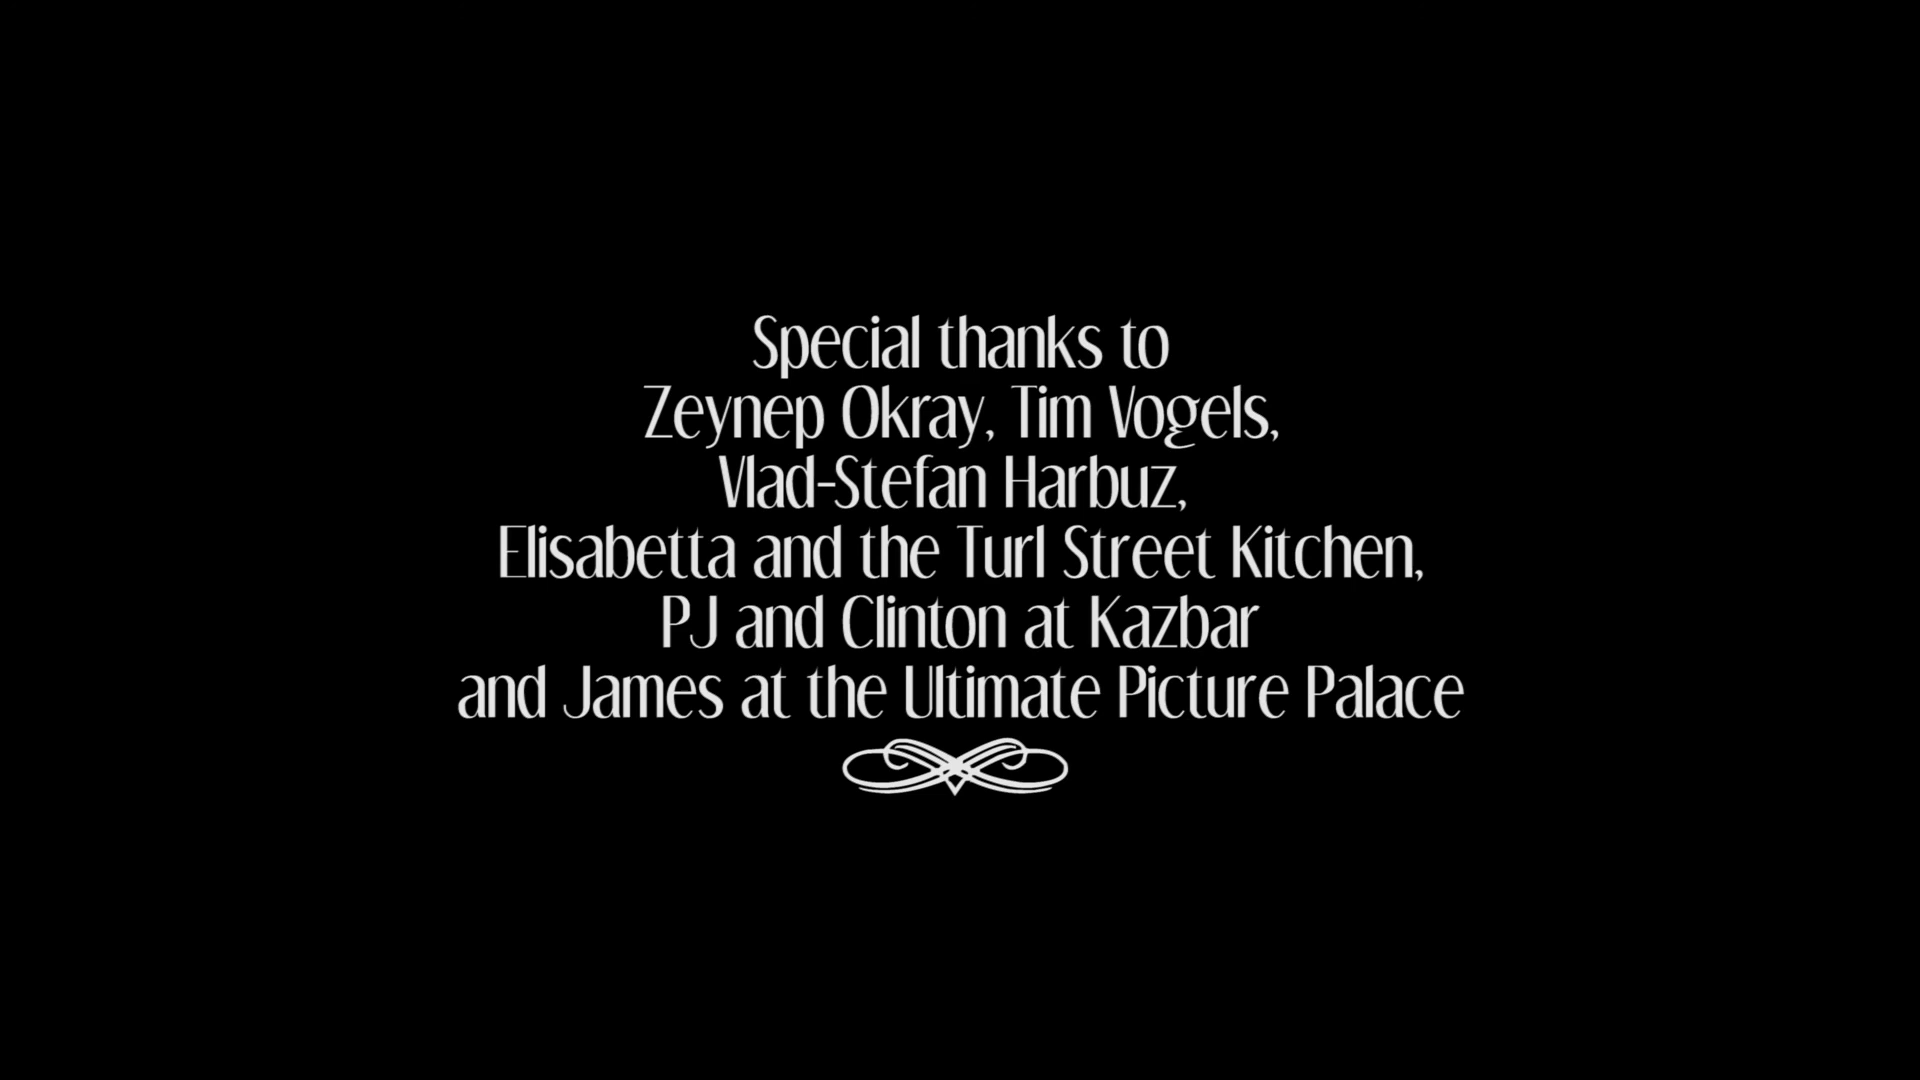 Special thanks to
Zeynep Okray, Tim Vogels,
Vlad-Stefan Harbuz,
Elisabetta and the Turl Street Kitchen,
PJ and Clinton at Kazbar
and James at the Ultimate Picture Palace